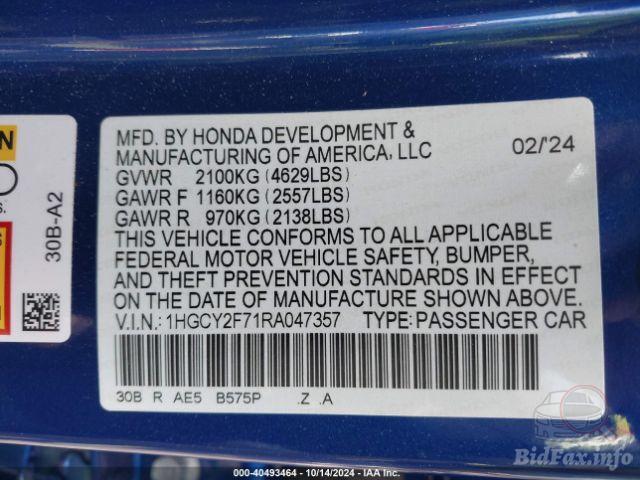 N
S.
S
30B-A2
MFD. BY HONDA DEVELOPMENT &
MANUFACTURING OF AMERICA, LLC 02/'24
GVWR 2100KG (4629LBS)
GAWR F 1160KG (2557LBS)
GAWR R 970KG (2138LBS)
THIS VEHICLE CONFORMS TO ALL APPLICABLE
FEDERAL MOTOR VEHICLE SAFETY, BUMPER,
AND THEFT PREVENTION STANDARDS IN EFFECT
ON THE DATE OF MANUFACTURE SHOWN ABOVE.
V.I.N.: 1HGCY2F71RA047357 TYPE: PASSENGER CAR
30B R AE5 B575P .Z .A
000-40493464 - 10/14/2024 - IAA Inc.
BidFax.info